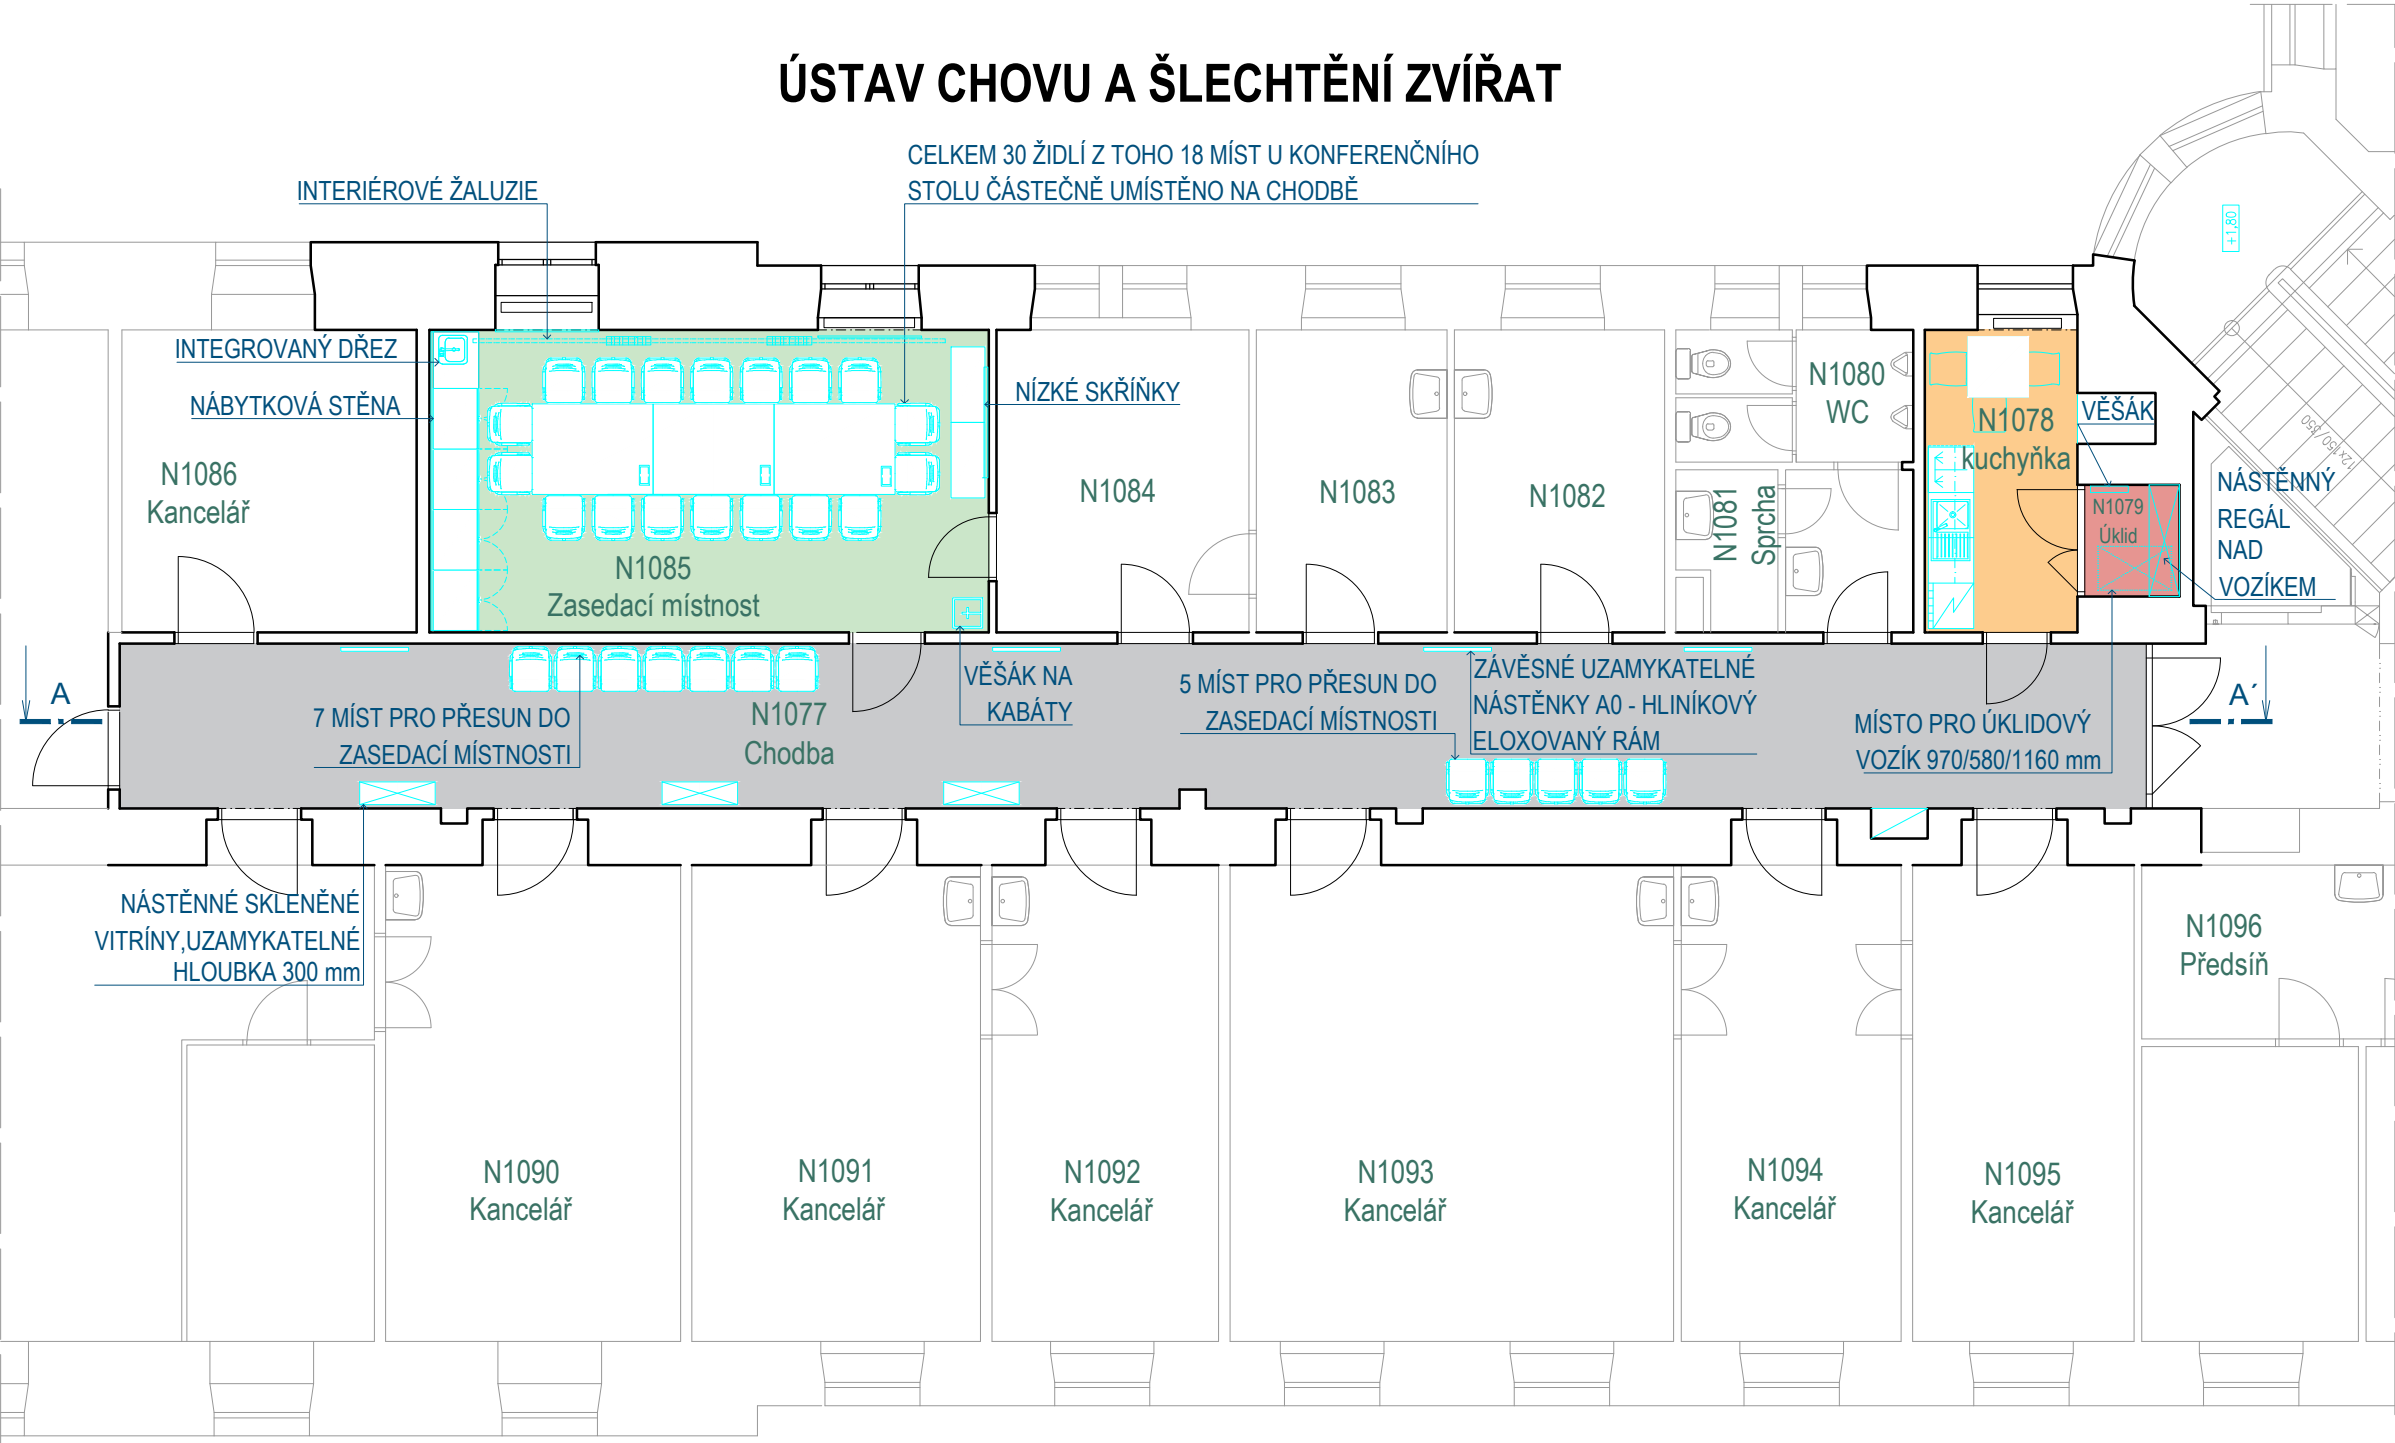 ÚSTAV CHOVU A ŠLECHTĚNÍ ZVÍŘAT
CELKEM 30 ŽIDLÍ Z TOHO 18 MÍST U KONFERENČNÍHO
STOLU ČÁSTEČNĚ UMÍSTĚNO NA CHODBĚ
INTERIÉROVÉ ŽALUZIE
+1,80
INTEGROVANÝ DŘEZ
NÁBYTKOVÁ STĚNA
NÍZKÉ SKŘÍŇKY
N1086
Kancelář
N1085
Zasedací místnost
N1084
N1083
N1082
N1081
Sprcha
N1080
WC
N1078
kuchyňka
VĚŠÁK
N1079
Úklid
12x150/350
NÁSTĚNNÝ
REGÁL
NAD
VOZÍKEM
A
7 MÍST PRO PŘESUN DO
ZASEDACÍ MÍSTNOSTI
N1077
Chodba
VĚŠÁK NA
KABÁTY
5 MÍST PRO PŘESUN DO
ZASEDACÍ MÍSTNOSTI
ZÁVĚSNÉ UZAMYKATELNÉ
NÁSTĚNKY A0 - HLINÍKOVÝ
ELOXOVANÝ RÁM
MÍSTO PRO ÚKLIDOVÝ
VOZÍK 970/580/1160 mm
A´
NÁSTĚNNÉ SKLENĚNÉ
VITRÍNY,UZAMYKATELNÉ
HLOUBKA 300 mm
N1096
Předsíň
N1090
Kancelář
N1091
Kancelář
N1092
Kancelář
N1093
Kancelář
N1094
Kancelář
N1095
Kancelář